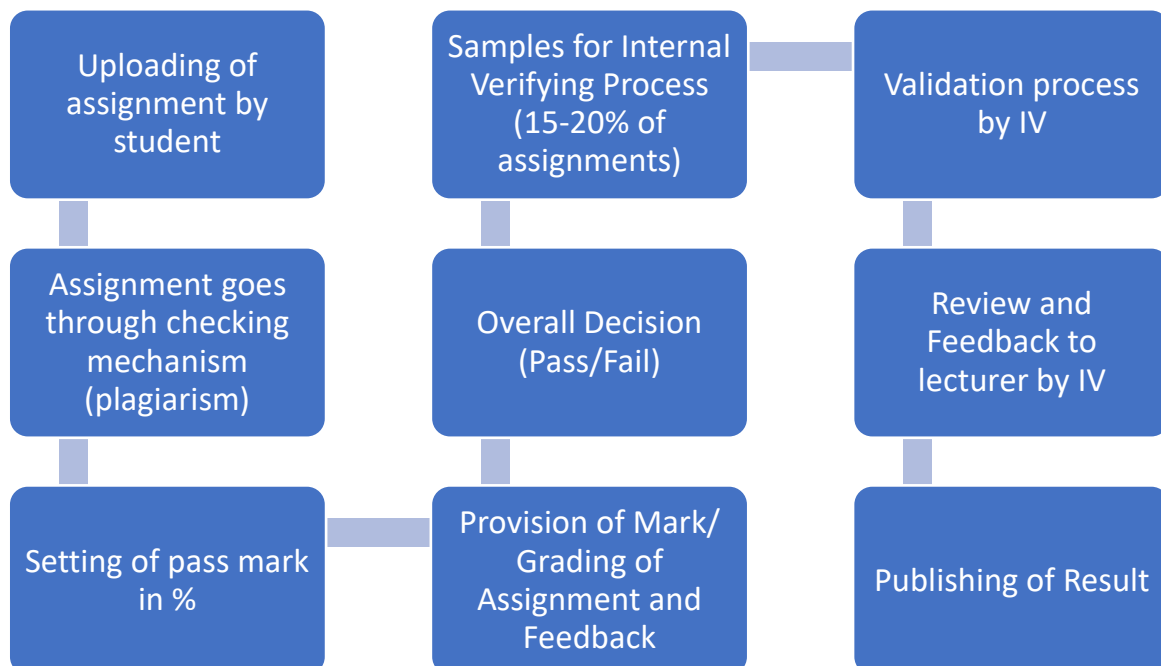 Uploading of
assignment by
student
Assignment goes
through checking
mechanism
(plagiarism)
Setting of pass mark
in %
Provision of Mark/
Grading of
Assignment and
Feedback
Overall Decision
(Pass/Fail)
Samples for Internal
Verifying Process
(15-20% of
assignments)
Validation process
by IV
Review and
Feedback to
lecturer by IV
Publishing of Result